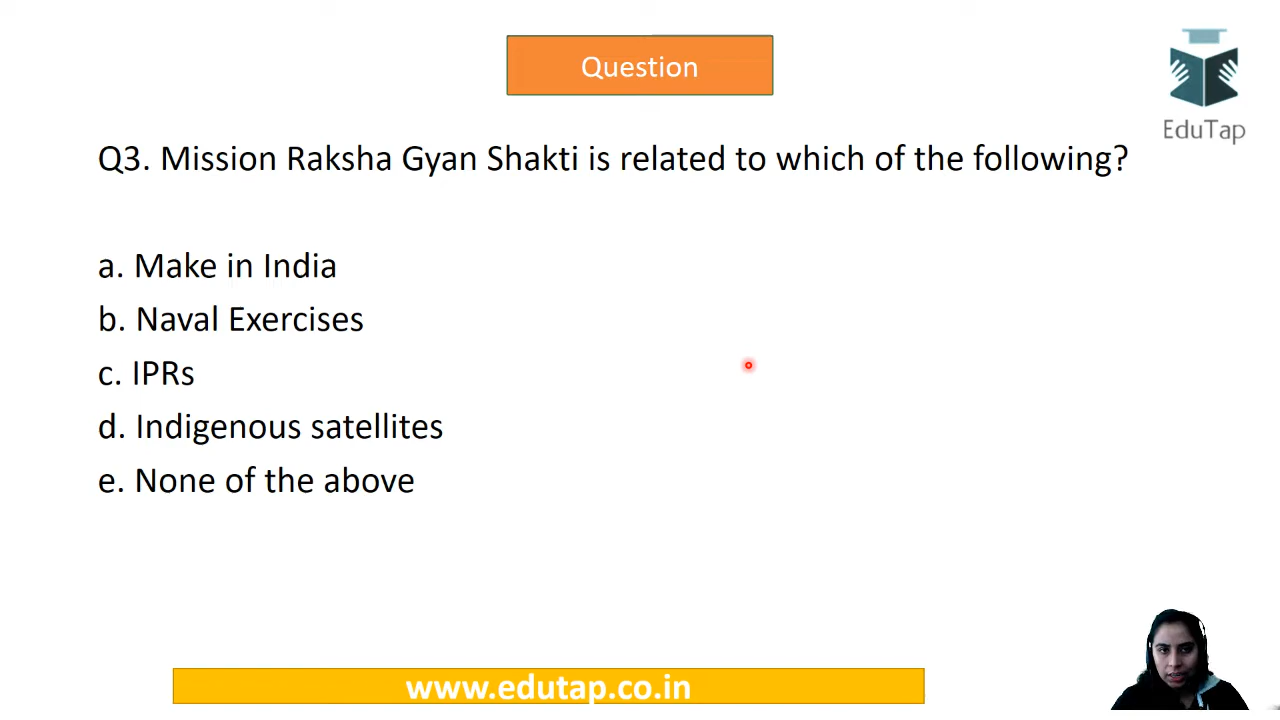 Question
EduTap
Q3. Mission Raksha Gyan Shakti is related to which of the following?
a. Make in India
b. Naval Exercises
c. IPRs
d. Indigenous satellites
e. None of the above
www.edutap.co.in